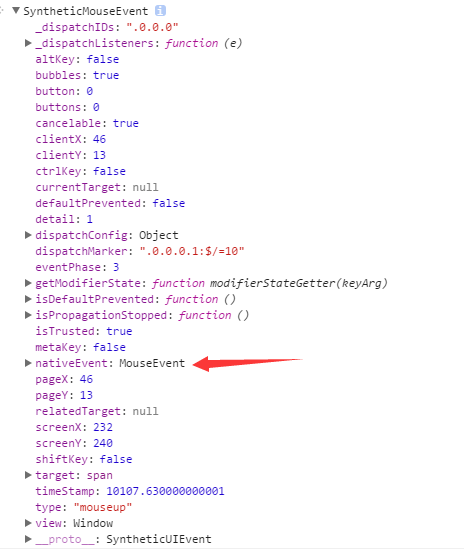 SyntheticMouseEvent i
_dispatchIDs: ".0.0.0"
_dispatchListeners: function (e)
altKey: false
bubbles: true
button: 0
buttons: 0
cancelable: true
clientX: 46
clientY: 13
ctrlKey: false
currentTarget: null
defaultPrevented: false
detail: 1
dispatchConfig: Object
dispatchMarker: ".0.0.0.1:$/=10"
eventPhase: 3
getModifierState: function modifierStateGetter(keyArg)
isDefaultPrevented: function ()
isPropagationStopped: function ()
isTrusted: true
metaKey: false
nativeEvent: MouseEvent
pageX: 46
pageY: 13
relatedTarget: null
screenX: 232
screenY: 240
shiftKey: false
target: span
timeStamp: 10107.630000000001
type: "mouseup"
view: Window
__proto__: SyntheticUIEvent